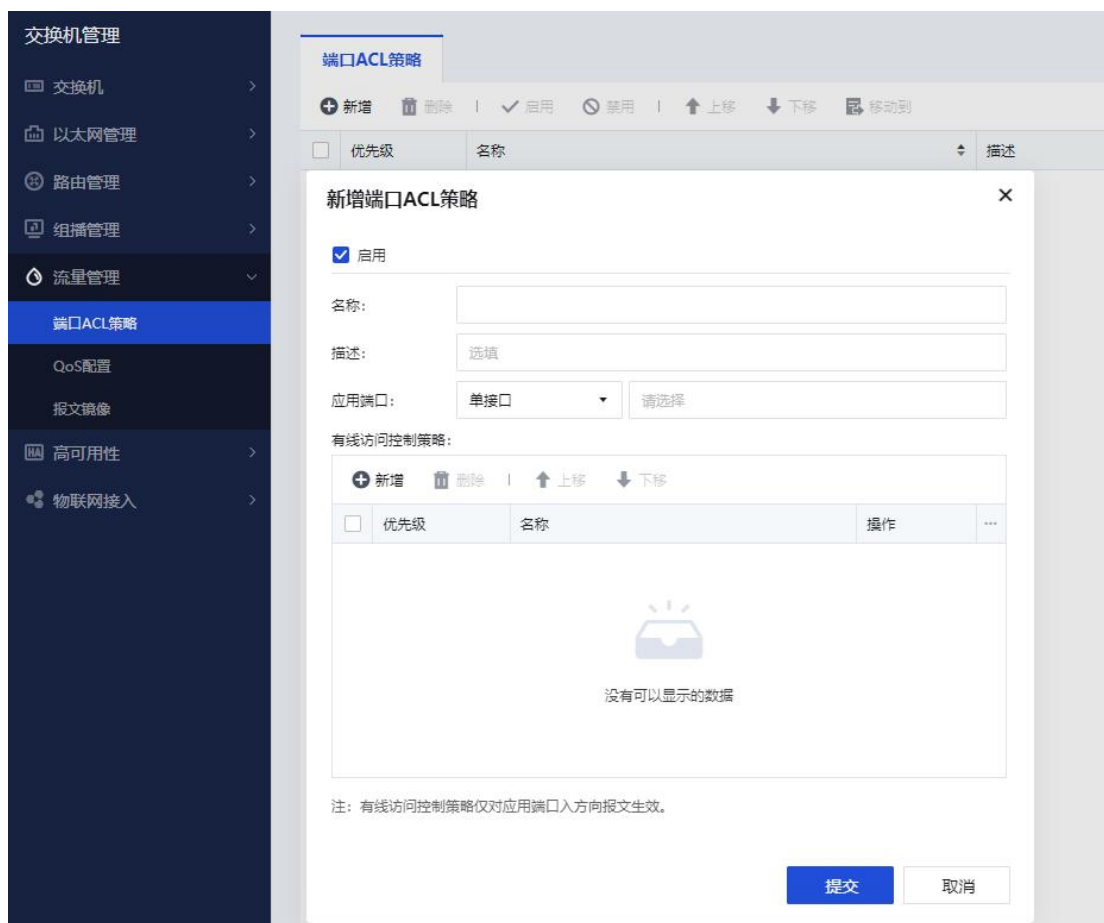 交换机管理
交换机
以太网管理
路由管理
组播管理
流量管理
端口ACL策略
QoS配置
报文镜像
高可用性
HA
物联网接入
端口ACL策略
新增 删除 启用 禁用 上移 下移 移动到
优先级 名称 描述
新增端口ACL策略
启用
名称:
描述: 选填
应用端口: 单接口 请选择
有线访问控制策略:
新增 删除 上移 下移
优先级 名称 操作 ...
没有可以显示的数据
注：有线访问控制策略仅对应用端口入方向报文生效。
提交 取消